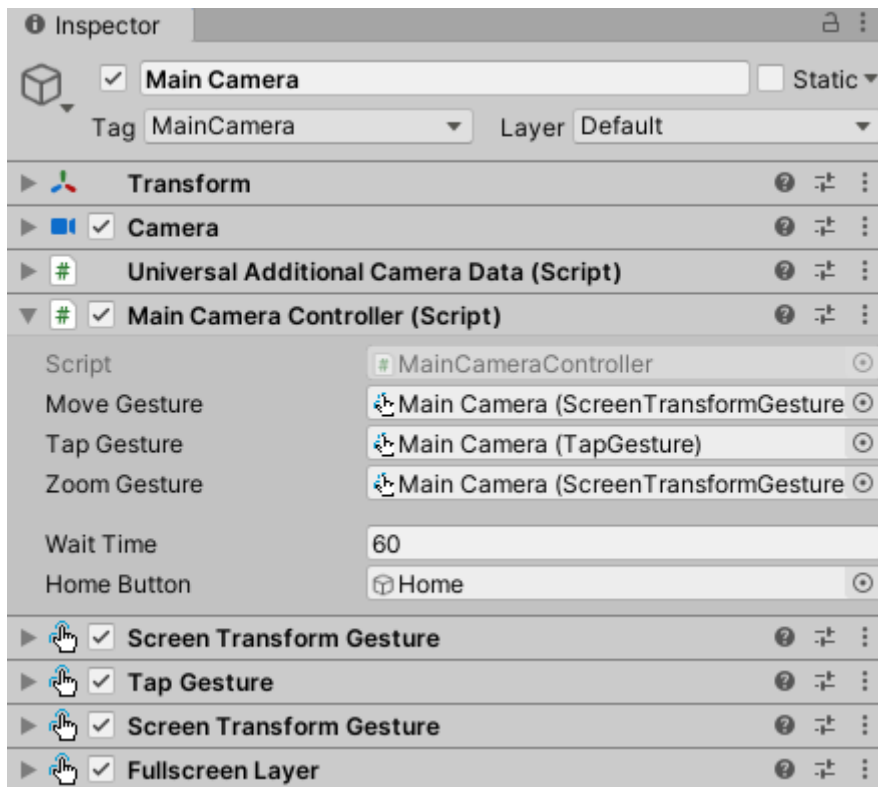 Inspector
Main Camera
Static
Tag MainCamera Layer Default
Transform
Camera
# Universal Additional Camera Data (Script)
# Main Camera Controller (Script)
Script # MainCameraController
Move Gesture Main Camera (ScreenTransformGesture
Tap Gesture Main Camera (TapGesture)
Zoom Gesture Main Camera (ScreenTransformGesture
Wait Time 60
Home Button Home
Screen Transform Gesture
Tap Gesture
Screen Transform Gesture
Fullscreen Layer